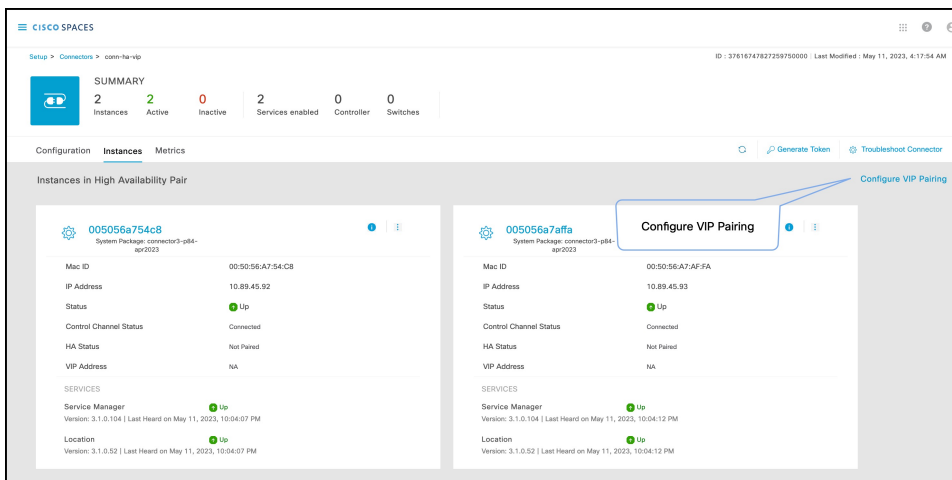 CISCO SPACES
Setup > Connectors > conn-ha-vip
ID : 37616747827259750000 | Last Modified : May 11, 2023, 4:17:54 AM
SUMMARY
2 2 0 2 0 0
Instances Active Inactive Services enabled Controller Switches
Configuration Instances Metrics Generate Token Troubleshoot Connector
Instances in High Availability Pair
Configure VIP Pairing
Configure VIP Pairing
005056a754c8
System Package: connector3-p84-
apr2023
Mac ID 00:50:56:A7:54:C8
IP Address 10.89.45.92
Status Up
Control Channel Status Connected
HA Status Not Paired
VIP Address NA
SERVICES
Service Manager Up
Version: 3.1.0.104 | Last Heard on May 11, 2023, 10:04:07 PM
Location Up
Version: 3.1.0.52 | Last Heard on May 11, 2023, 10:04:07 PM
005056a7affa
System Package: connector3-p84-
apr2023
Mac ID 00:50:56:A7:AF:FA
IP Address 10.89.45.93
Status Up
Control Channel Status Connected
HA Status Not Paired
VIP Address NA
SERVICES
Service Manager Up
Version: 3.1.0.104 | Last Heard on May 11, 2023, 10:04:12 PM
Location Up
Version: 3.1.0.52 | Last Heard on May 11, 2023, 10:04:12 PM